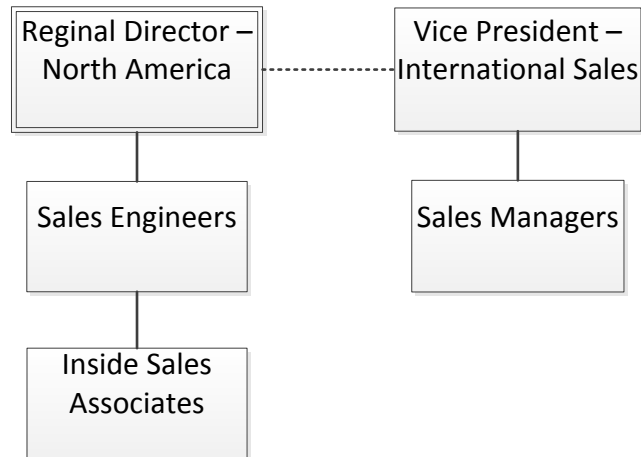 Reginal Director –
North America
Vice President –
International Sales
Sales Engineers
Sales Managers
Inside Sales
Associates